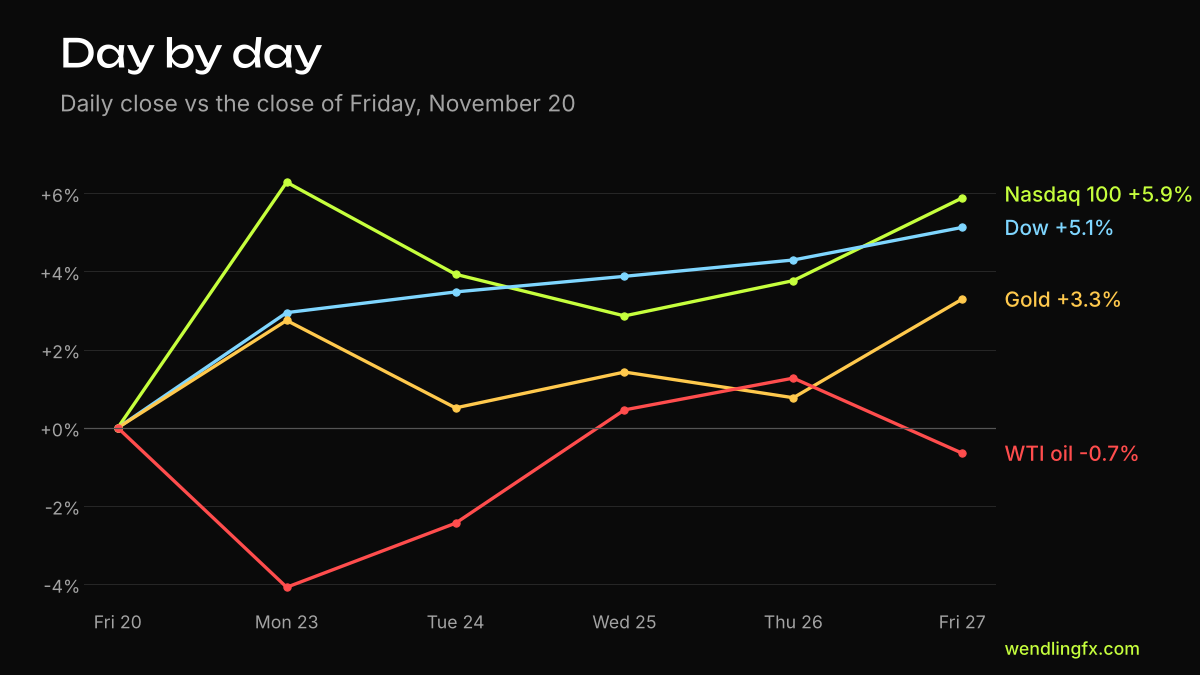 Day by day
Daily close vs the close of Friday, November 20
+6%
+4%
+2%
+0%
-2%
-4%
Nasdaq 100 +5.9%
Dow +5.1%
Gold +3.3%
WTI oil -0.7%
Fri 20
Mon 23
Tue 24
Wed 25
Thu 26
Fri 27
wendlingfx.com